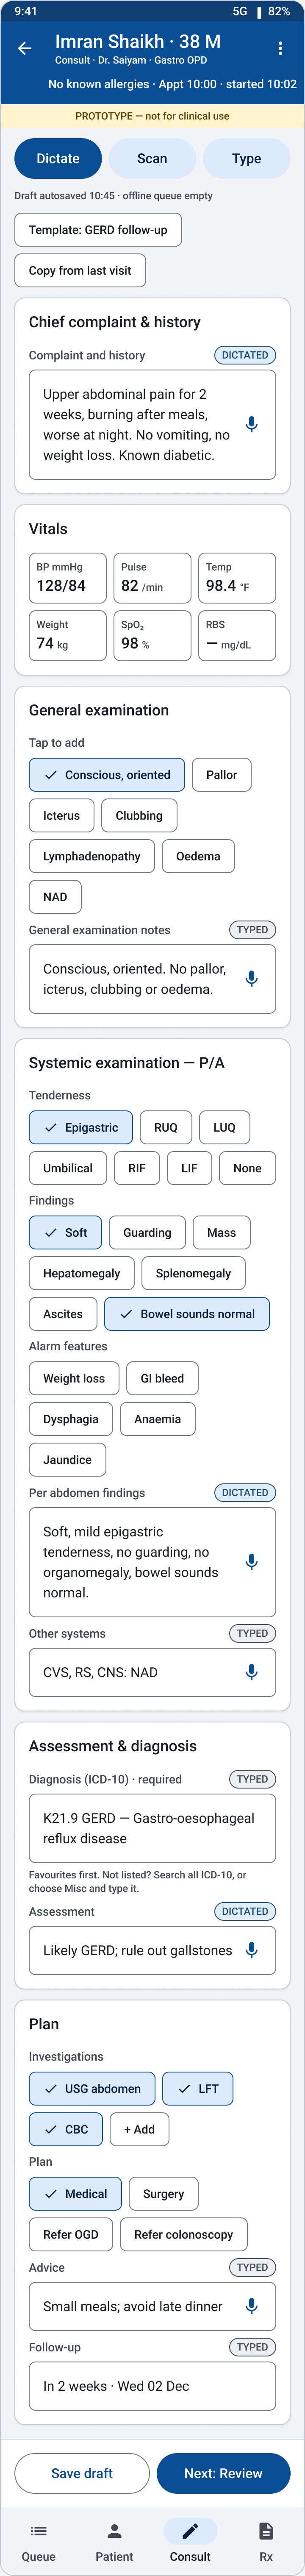 9:41 5G 82%
Imran Shaikh · 38 M
Consult · Dr. Saiyam · Gastro OPD
No known allergies · Appt 10:00 · started 10:02
PROTOTYPE — not for clinical use
Dictate Scan Type
Draft autosaved 10:45 · offline queue empty
Template: GERD follow-up
Copy from last visit
Chief complaint & history
Complaint and history DICTATED
Upper abdominal pain for 2
weeks, burning after meals,
worse at night. No vomiting, no
weight loss. Known diabetic.
Vitals
BP mmHg Pulse Temp
128/84 82 /min 98.4 °F
Weight SpO₂ RBS
74 kg 98 % — mg/dL
General examination
Tap to add
Conscious, oriented Pallor
Icterus Clubbing
Lymphadenopathy Oedema
NAD
General examination notes TYPED
Conscious, oriented. No pallor,
icterus, clubbing or oedema.
Systemic examination — P/A
Tenderness
Epigastric RUQ LUQ
Umbilical RIF LIF None
Findings
Soft Guarding Mass
Hepatomegaly Splenomegaly
Ascites Bowel sounds normal
Alarm features
Weight loss GI bleed
Dysphagia Anaemia
Jaundice
Per abdomen findings DICTATED
Soft, mild epigastric
tenderness, no guarding, no
organomegaly, bowel sounds
normal.
Other systems TYPED
CVS, RS, CNS: NAD
Assessment & diagnosis
Diagnosis (ICD-10) · required TYPED
K21.9 GERD — Gastro-oesophageal
reflux disease
Favourites first. Not listed? Search all ICD-10, or
choose Misc and type it.
Assessment DICTATED
Likely GERD; rule out gallstones
Plan
Investigations
USG abdomen LFT
CBC + Add
Plan
Medical Surgery
Refer OGD Refer colonoscopy
Advice TYPED
Small meals; avoid late dinner
Follow-up TYPED
In 2 weeks · Wed 02 Dec
Save draft Next: Review
Queue Patient Consult Rx